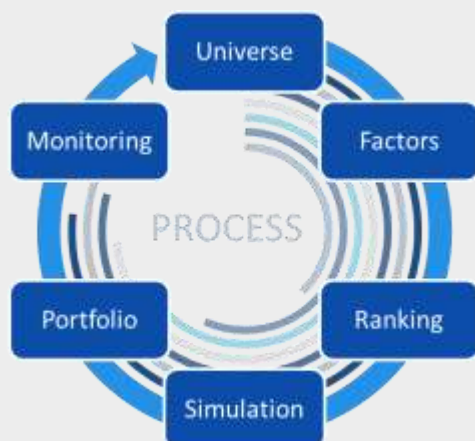 Universe
Factors
Ranking
Simulation
Portfolio
Monitoring
PROCESS